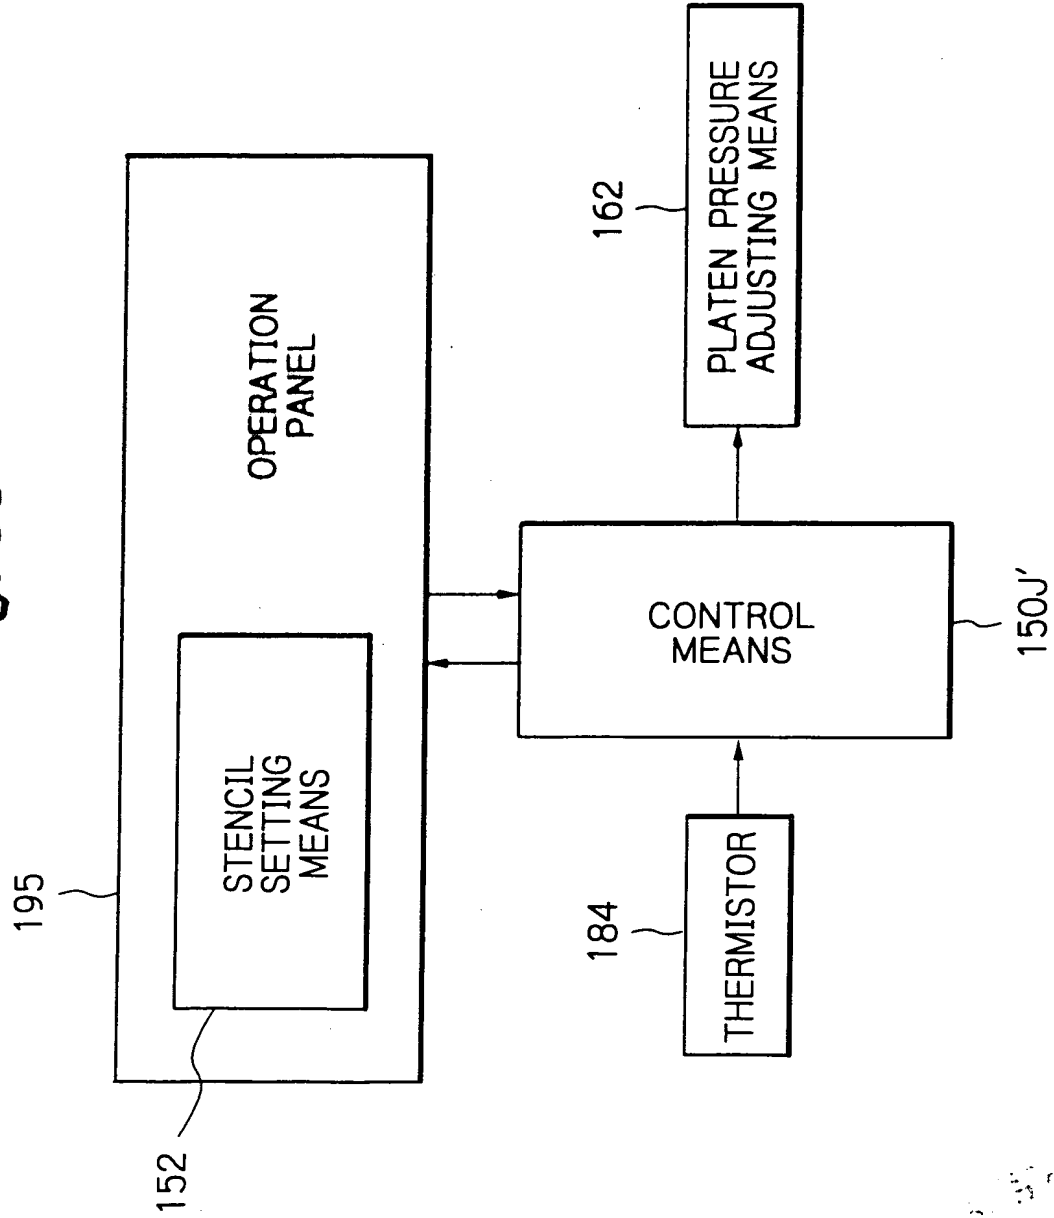 195
152
STENCIL
SETTING
MEANS
OPERATION
PANEL
184
THERMISTOR
CONTROL
MEANS
150J'
162
PLATEN PRESSURE
ADJUSTING MEANS